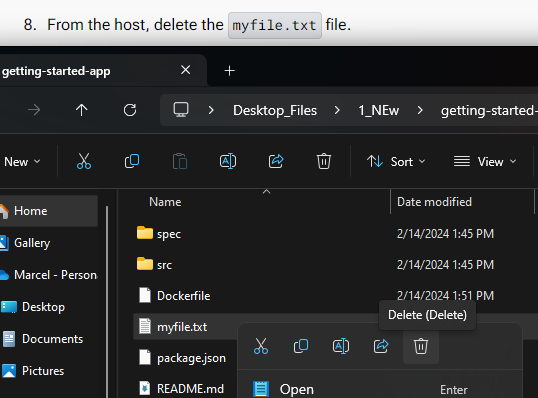 8. From the host, delete the myfile.txt file.
getting-started-app
Desktop_Files 1_NEw getting-started-
New Sort View
Name Date modified
Home
spec 2/14/2024 1:45 PM
Gallery
src 2/14/2024 1:45 PM
Marcel - Person
Dockerfile 2/14/2024 1:51 PM
Desktop
Delete (Delete)
myfile.txt
Documents
package.json
Pictures
README.md
Open Enter